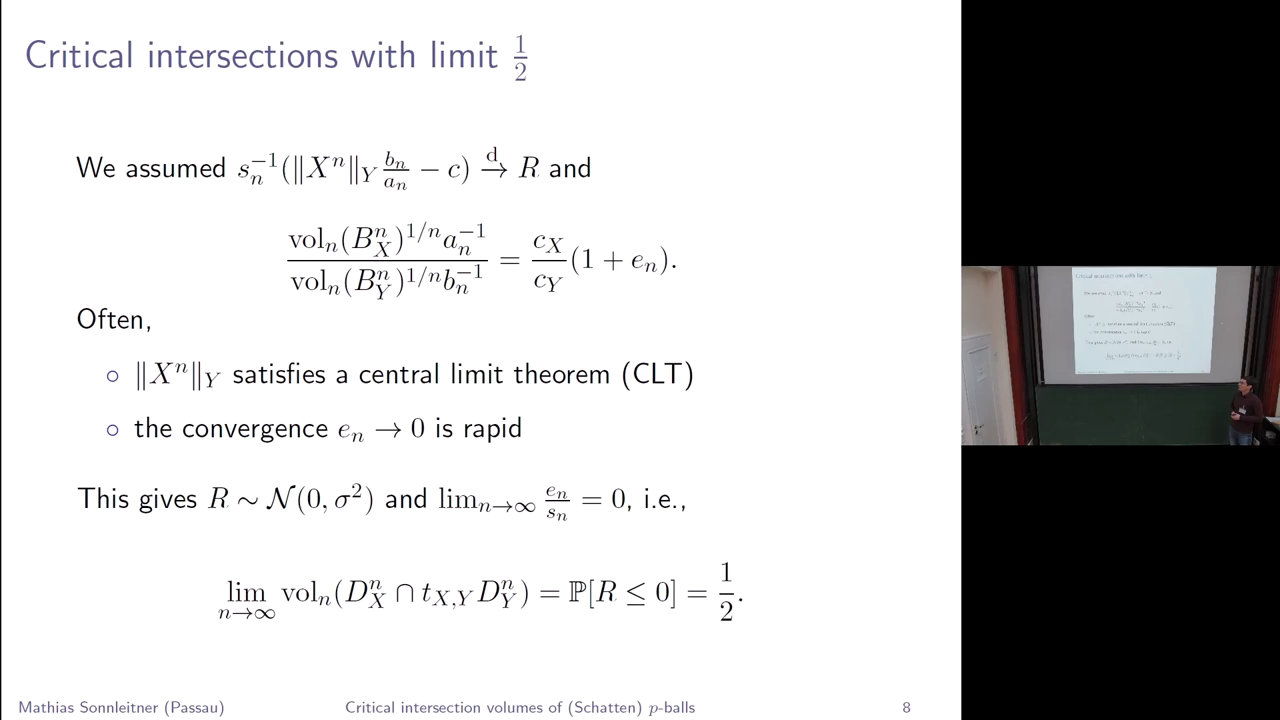 Critical intersections with limit 1/2
We assumed s_n^{-1}(‖X^n‖_Y b_n/a_n − c) →^d R and
vol_n(B_X^n)^{1/n} a_n^{-1} / vol_n(B_Y^n)^{1/n} b_n^{-1} = c_X/c_Y (1 + e_n).
Often,
◦ ‖X^n‖_Y satisfies a central limit theorem (CLT)
◦ the convergence e_n → 0 is rapid
This gives R ∼ 𝒩(0, σ²) and lim_{n→∞} e_n/s_n = 0, i.e.,
lim_{n→∞} vol_n(D_X^n ∩ t_{X,Y} D_Y^n) = ℙ[R ≤ 0] = 1/2.
Mathias Sonnleitner (Passau) Critical intersection volumes of (Schatten) p-balls 8